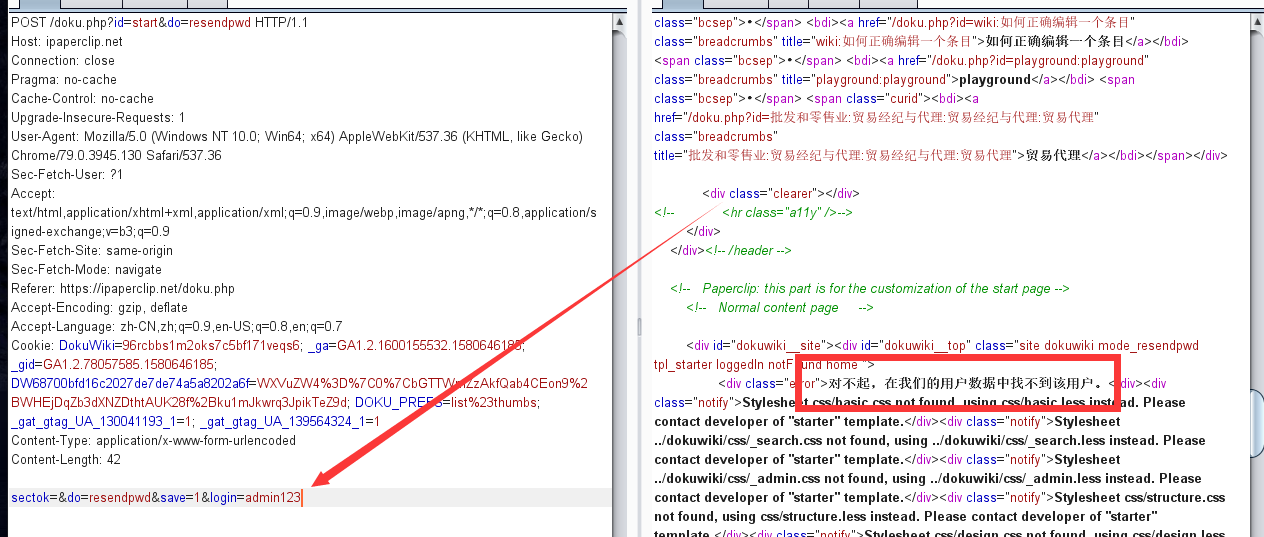 POST /doku.php?id=start&do=resendpwd HTTP/1.1
Host: ipaperclip.net
Connection: close
Pragma: no-cache
Cache-Control: no-cache
Upgrade-Insecure-Requests: 1
User-Agent: Mozilla/5.0 (Windows NT 10.0; Win64; x64) AppleWebKit/537.36 (KHTML, like Gecko)
Chrome/79.0.3945.130 Safari/537.36
Sec-Fetch-User: ?1
Accept:
text/html,application/xhtml+xml,application/xml;q=0.9,image/webp,image/apng,*/*;q=0.8,application/s
igned-exchange;v=b3;q=0.9
Sec-Fetch-Site: same-origin
Sec-Fetch-Mode: navigate
Referer: https://ipaperclip.net/doku.php
Accept-Encoding: gzip, deflate
Accept-Language: zh-CN,zh;q=0.9,en-US;q=0.8,en;q=0.7
Cookie: DokuWiki=96rcbbs1m2oks7c5bf171veqs6; _ga=GA1.2.1600155532.1580646185;
_gid=GA1.2.78057585.1580646185;
BWHEjDqZb3dXNZDthtAUK28f%2Bku1mJkwrq3JpikTeZ9d; DOKU_PREFS=list%23thumbs;
_gat_gtag_UA_130041193_1=1; _gat_gtag_UA_139564324_1=1
Content-Type: application/x-www-form-urlencoded
Content-Length: 42
sectok=&do=resendpwd&save=1&login=admin123
class="bcsep">•</span> <bdi><a href="/doku.php?id=wiki:如何正确编辑一个条目"
class="breadcrumbs" title="wiki:如何正确编辑一个条目">如何正确编辑一个条目</a></bdi>
<span class="bcsep">•</span> <bdi><a href="/doku.php?id=playground:playground"
class="breadcrumbs" title="playground:playground">playground</a></bdi> <span
class="bcsep">•</span> <span class="curid"><bdi><a
href="/doku.php?id=批发和零售业:贸易经纪与代理:贸易经纪与代理:贸易代理"
class="breadcrumbs"
title="批发和零售业:贸易经纪与代理:贸易经纪与代理:贸易代理">贸易代理</a></bdi></span></div>
<div class="clearer"></div>
<!-- <hr class="a11y" />-->
</div>
</div><!-- /header -->
<!-- Paperclip: this part is for the customization of the start page -->
<!-- Normal content page -->
<div id="dokuwiki__site"><div id="dokuwiki__top" class="site dokuwiki mode_resendpwd
tpl_starter loggedIn notFound home ">
<div class="error">对不起，在我们的用户数据中找不到该用户。</div><div
class="notify">Stylesheet css/basic.css not found, using css/basic.less instead. Please
contact developer of "starter" template.</div><div class="notify">Stylesheet
../dokuwiki/css/_search.css not found, using ../dokuwiki/css/_search.less instead. Please
contact developer of "starter" template.</div><div class="notify">Stylesheet
../dokuwiki/css/_admin.css not found, using ../dokuwiki/css/_admin.less instead. Please
contact developer of "starter" template.</div><div class="notify">Stylesheet css/structure.css
not found, using css/structure.less instead. Please contact developer of "starter"
template.</div><div class="notify">Stylesheet css/design.css not found, using css/design.less